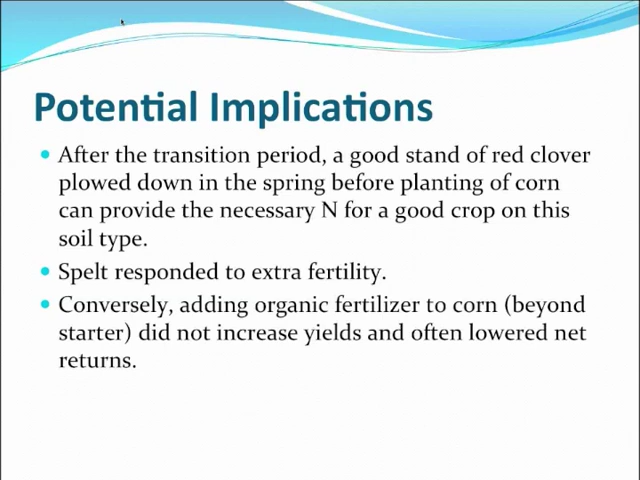 Potential Implications
After the transition period, a good stand of red clover
plowed down in the spring before planting of corn
can provide the necessary N for a good crop on this
soil type.
Spelt responded to extra fertility.
Conversely, adding organic fertilizer to corn (beyond
starter) did not increase yields and often lowered net
returns.